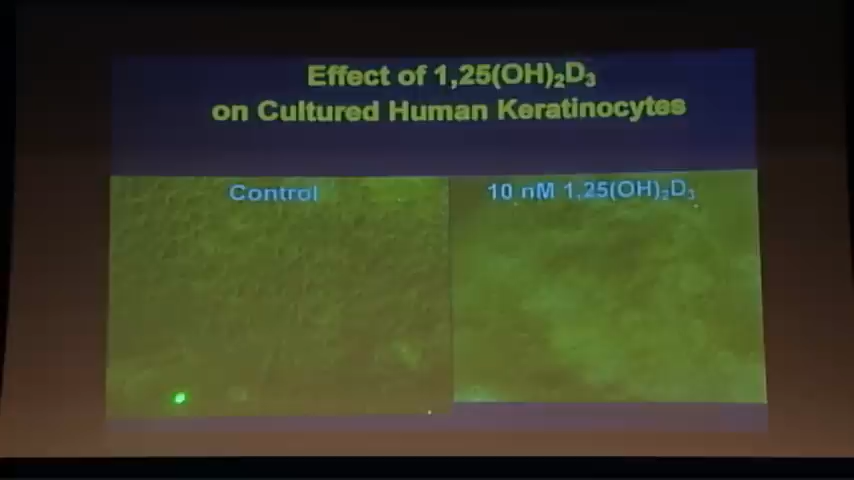 Effect of 1,25(OH)₂D₃
on Cultured Human Keratinocytes
Control
10 nM 1,25(OH)₂D₃